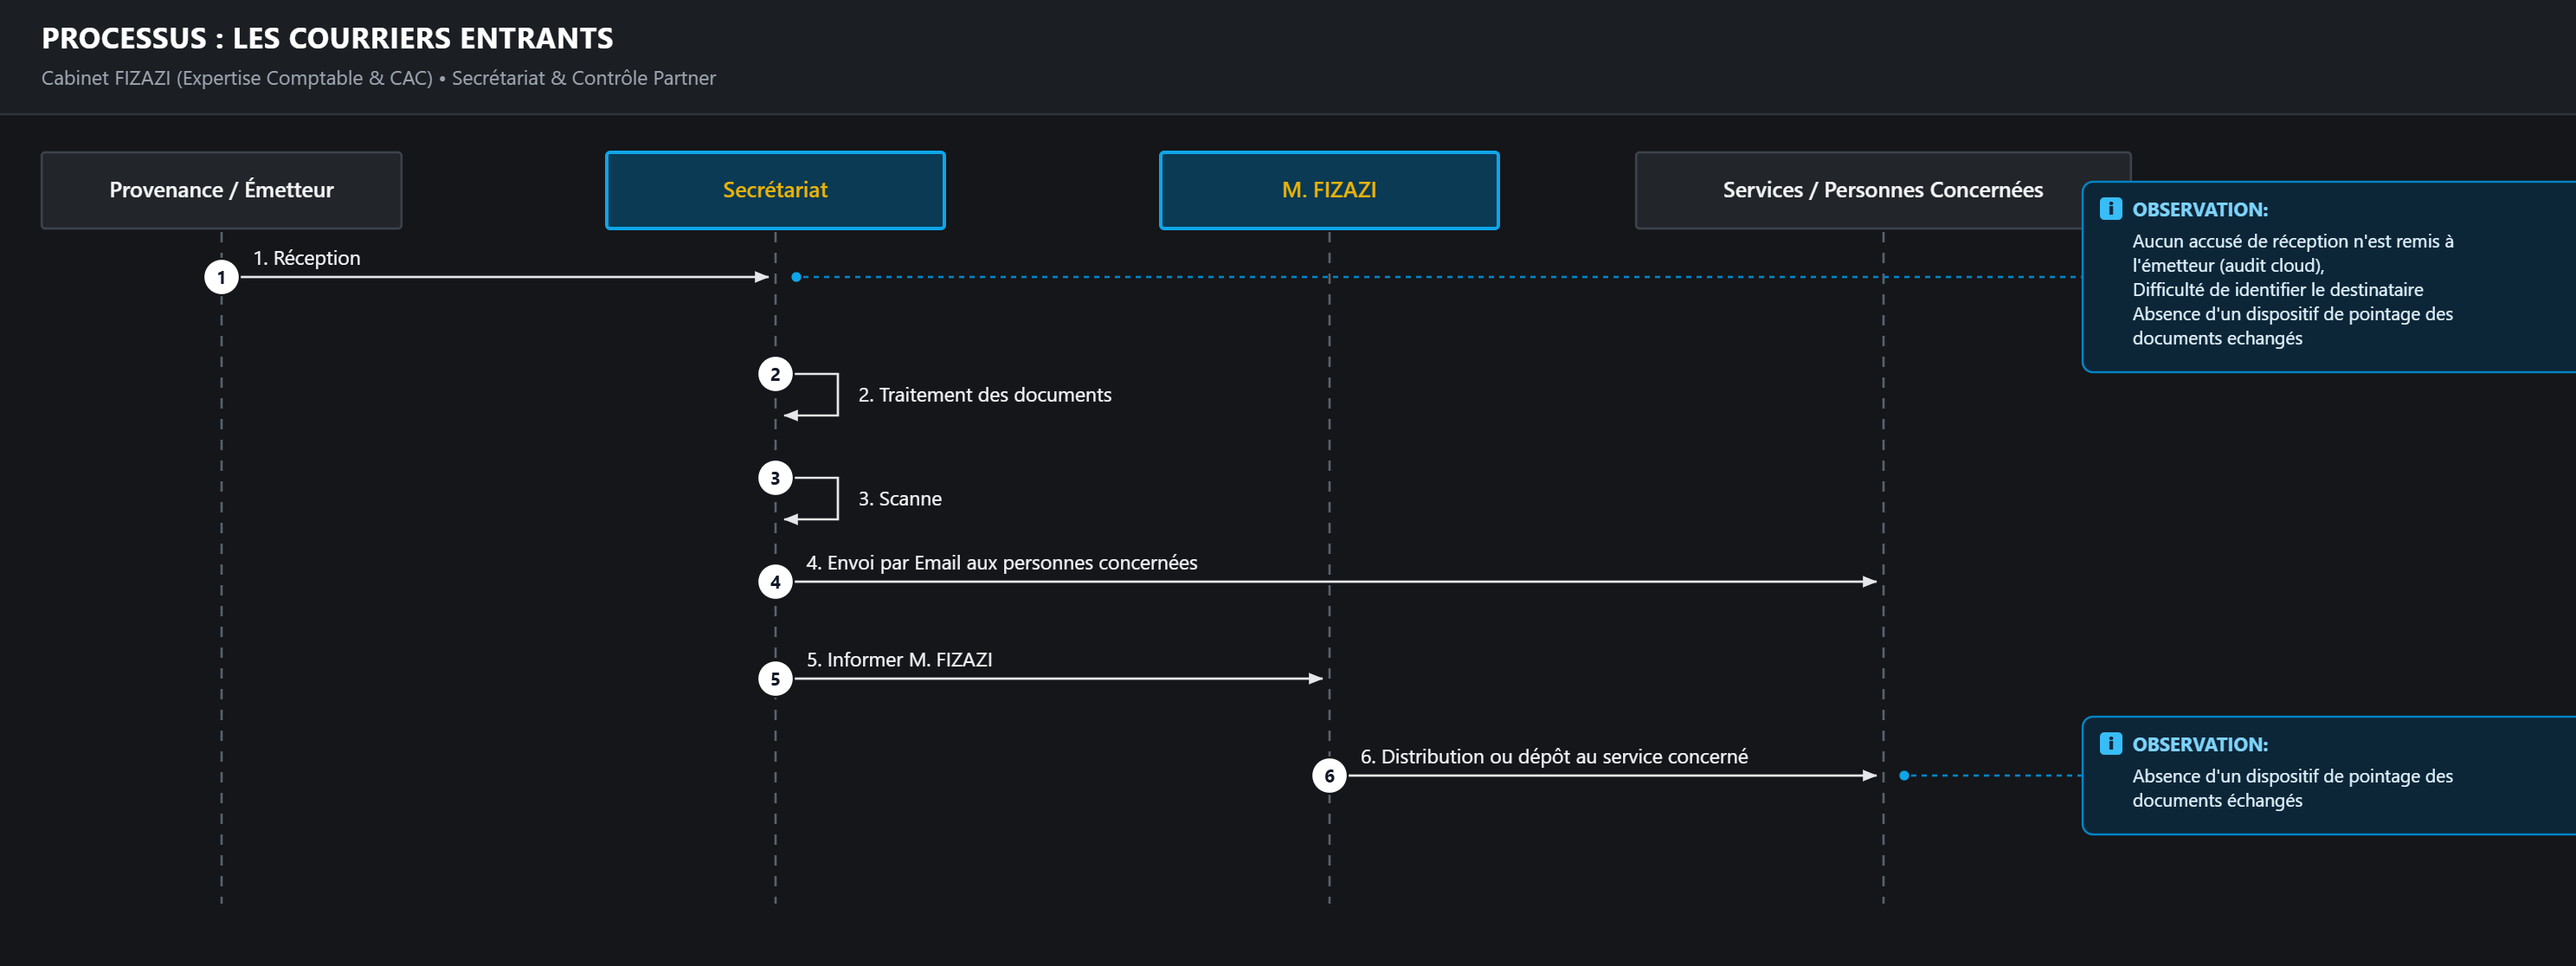 PROCESSUS : LES COURRIERS ENTRANTS
Cabinet FIZAZI (Expertise Comptable & CAC) • Secrétariat & Contrôle Partner
Provenance / Émetteur
Secrétariat
M. FIZAZI
Services / Personnes Concernées
i OBSERVATION:
Aucun accusé de réception n'est remis à
l'émetteur (audit cloud),
Difficulté de identifier le destinataire
Absence d'un dispositif de pointage des
documents echangés
1 1. Réception
2 2. Traitement des documents
3 3. Scanne
4 4. Envoi par Email aux personnes concernées
5 5. Informer M. FIZAZI
6 6. Distribution ou dépôt au service concerné
i OBSERVATION:
Absence d'un dispositif de pointage des
documents échangés